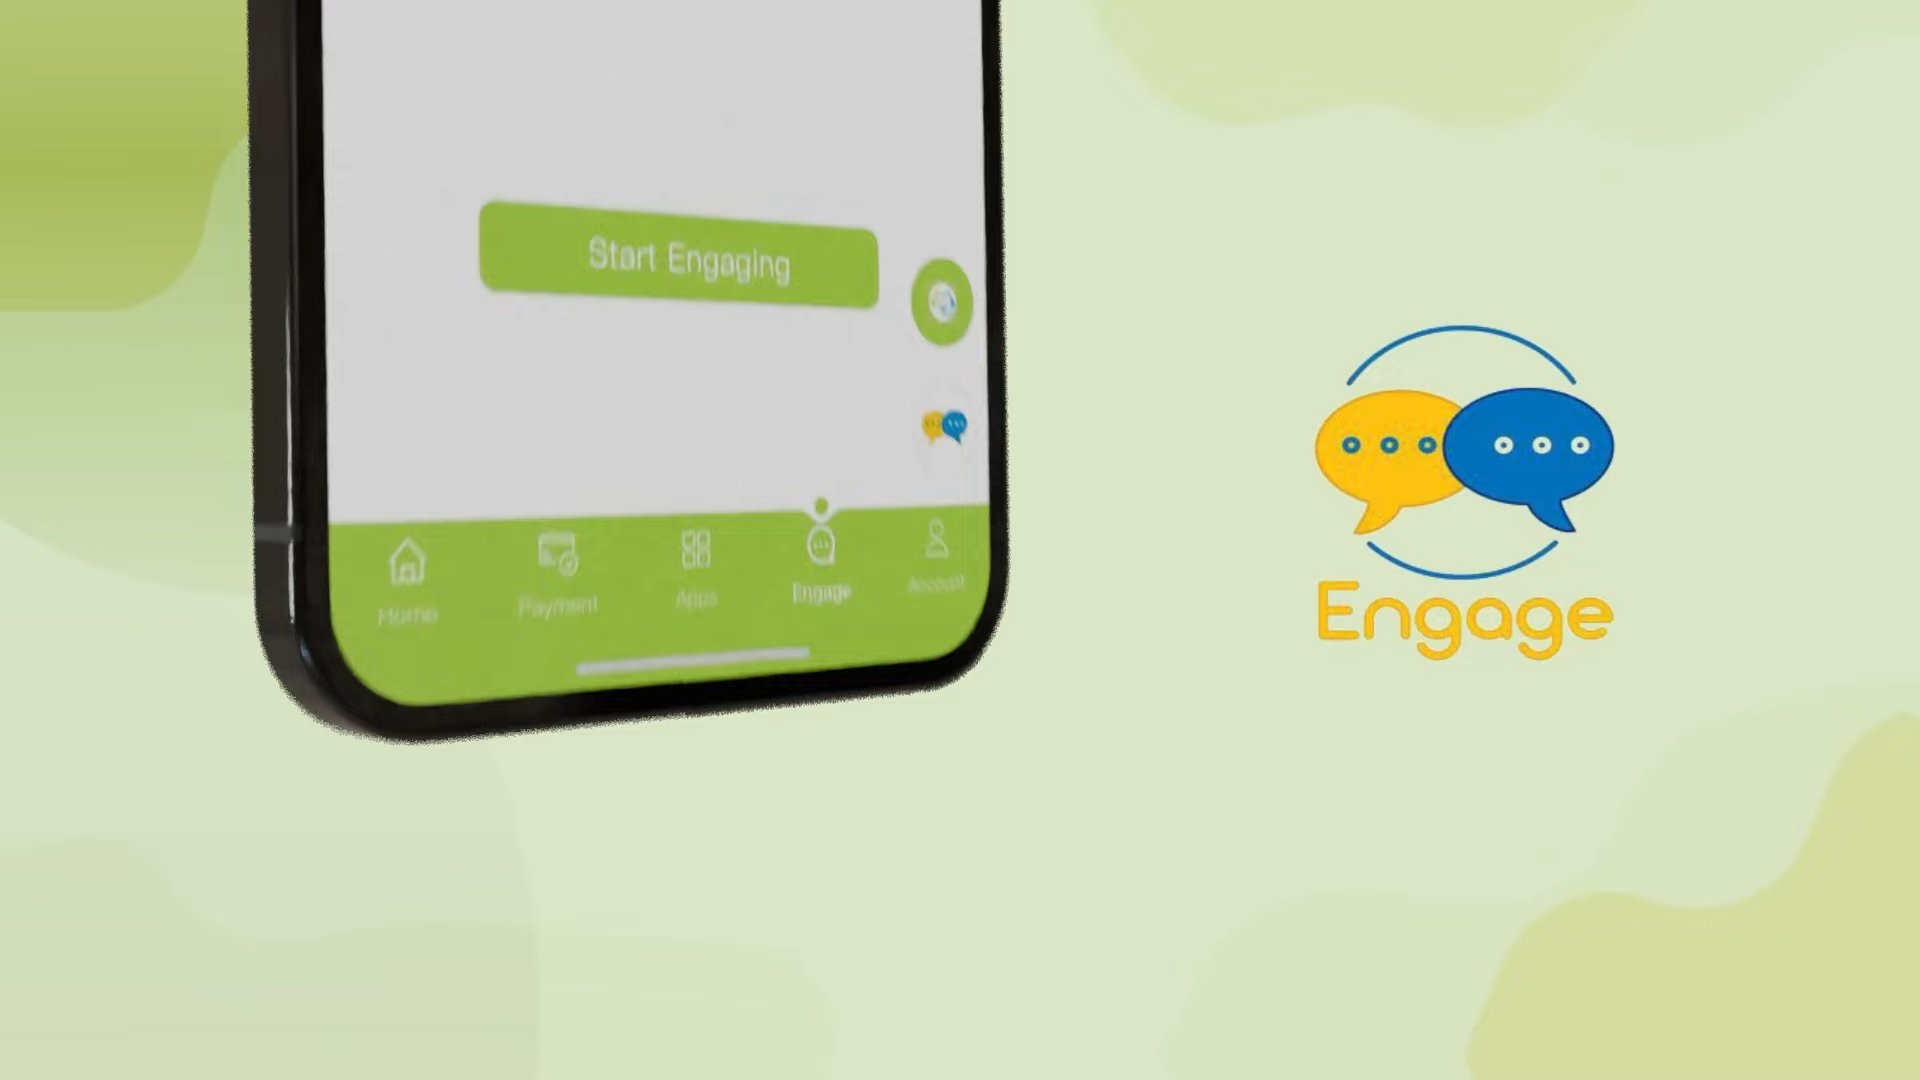 Start Engaging
Home
Payment
Apps
Engage
Account
Engage